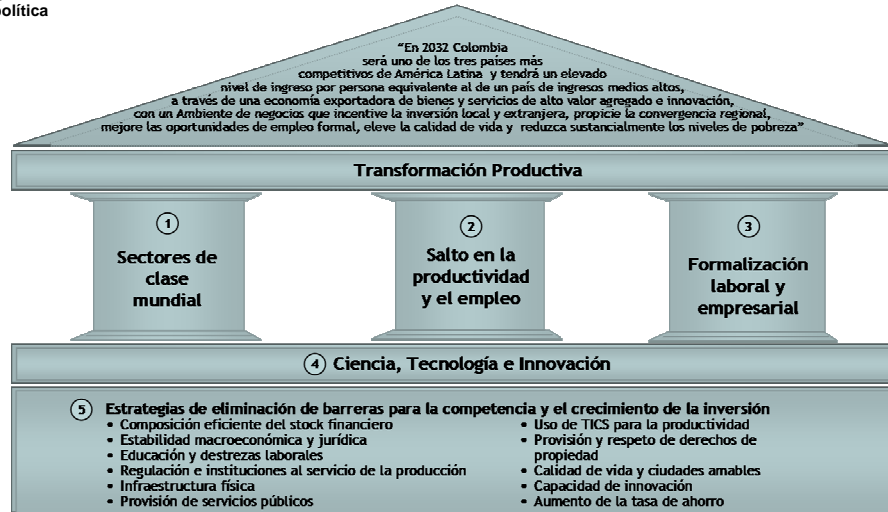 política
“En 2032 Colombia
será uno de los tres países más
competitivos de América Latina y tendrá un elevado
nivel de ingreso por persona equivalente al de un país de ingresos medios altos,
a través de una economía exportadora de bienes y servicios de alto valor agregado e innovación,
con un Ambiente de negocios que incentive la inversión local y extranjera, propicie la convergencia regional,
mejore las oportunidades de empleo formal, eleve la calidad de vida y reduzca sustancialmente los niveles de pobreza”
Transformación Productiva
1
Sectores de
clase
mundial
2
Salto en la
productividad
y el empleo
3
Formalización
laboral y
empresarial
4 Ciencia, Tecnología e Innovación
5 Estrategias de eliminación de barreras para la competencia y el crecimiento de la inversión
• Composición eficiente del stock financiero
• Estabilidad macroeconómica y jurídica
• Educación y destrezas laborales
• Regulación e instituciones al servicio de la producción
• Infraestructura física
• Provisión de servicios públicos
• Uso de TICS para la productividad
• Provisión y respeto de derechos de
propiedad
• Calidad de vida y ciudades amables
• Capacidad de innovación
• Aumento de la tasa de ahorro